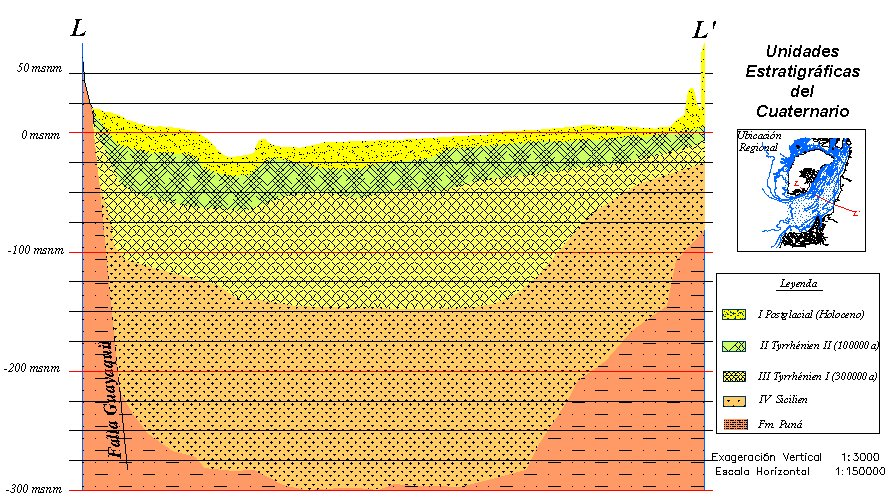 L
L'
50 msnm
0 msnm
-100 msnm
-200 msnm
-300 msnm
Falla Guayaquil
Unidades
Estratigráficas
del
Cuaternario
Ubicación
Regional
L
L'
Leyenda
I Postglacial (Holoceno)
II Tyrrhénien II (100000 a)
III Tyrrhénien I (300000 a)
IV Sicilien
Fm. Puná
Exageración Vertical 1:3000
Escala Horizontal 1:150000